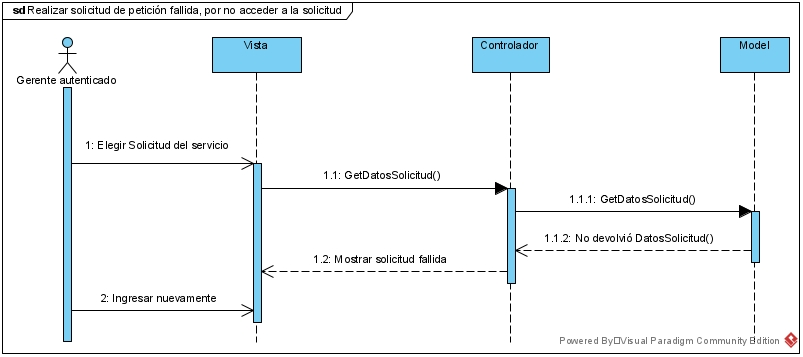 sd Realizar solicitud de petición fallida, por no acceder a la solicitud
Vista
Controlador
Model
Gerente autenticado
1: Elegir Solicitud del servicio
1.1: GetDatosSolicitud()
1.1.1: GetDatosSolicitud()
1.1.2: No devolvió DatosSolicitud()
1.2: Mostrar solicitud fallida
2: Ingresar nuevamente
Powered By Visual Paradigm Community Edition